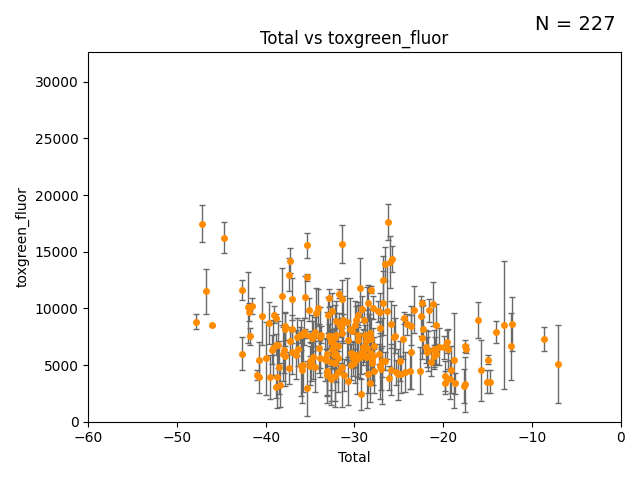 N = 227
Total vs toxgreen_fluor
30000
25000
20000
15000
10000
5000
0
toxgreen_fluor
−60 −50 −40 −30 −20 −10 0
Total